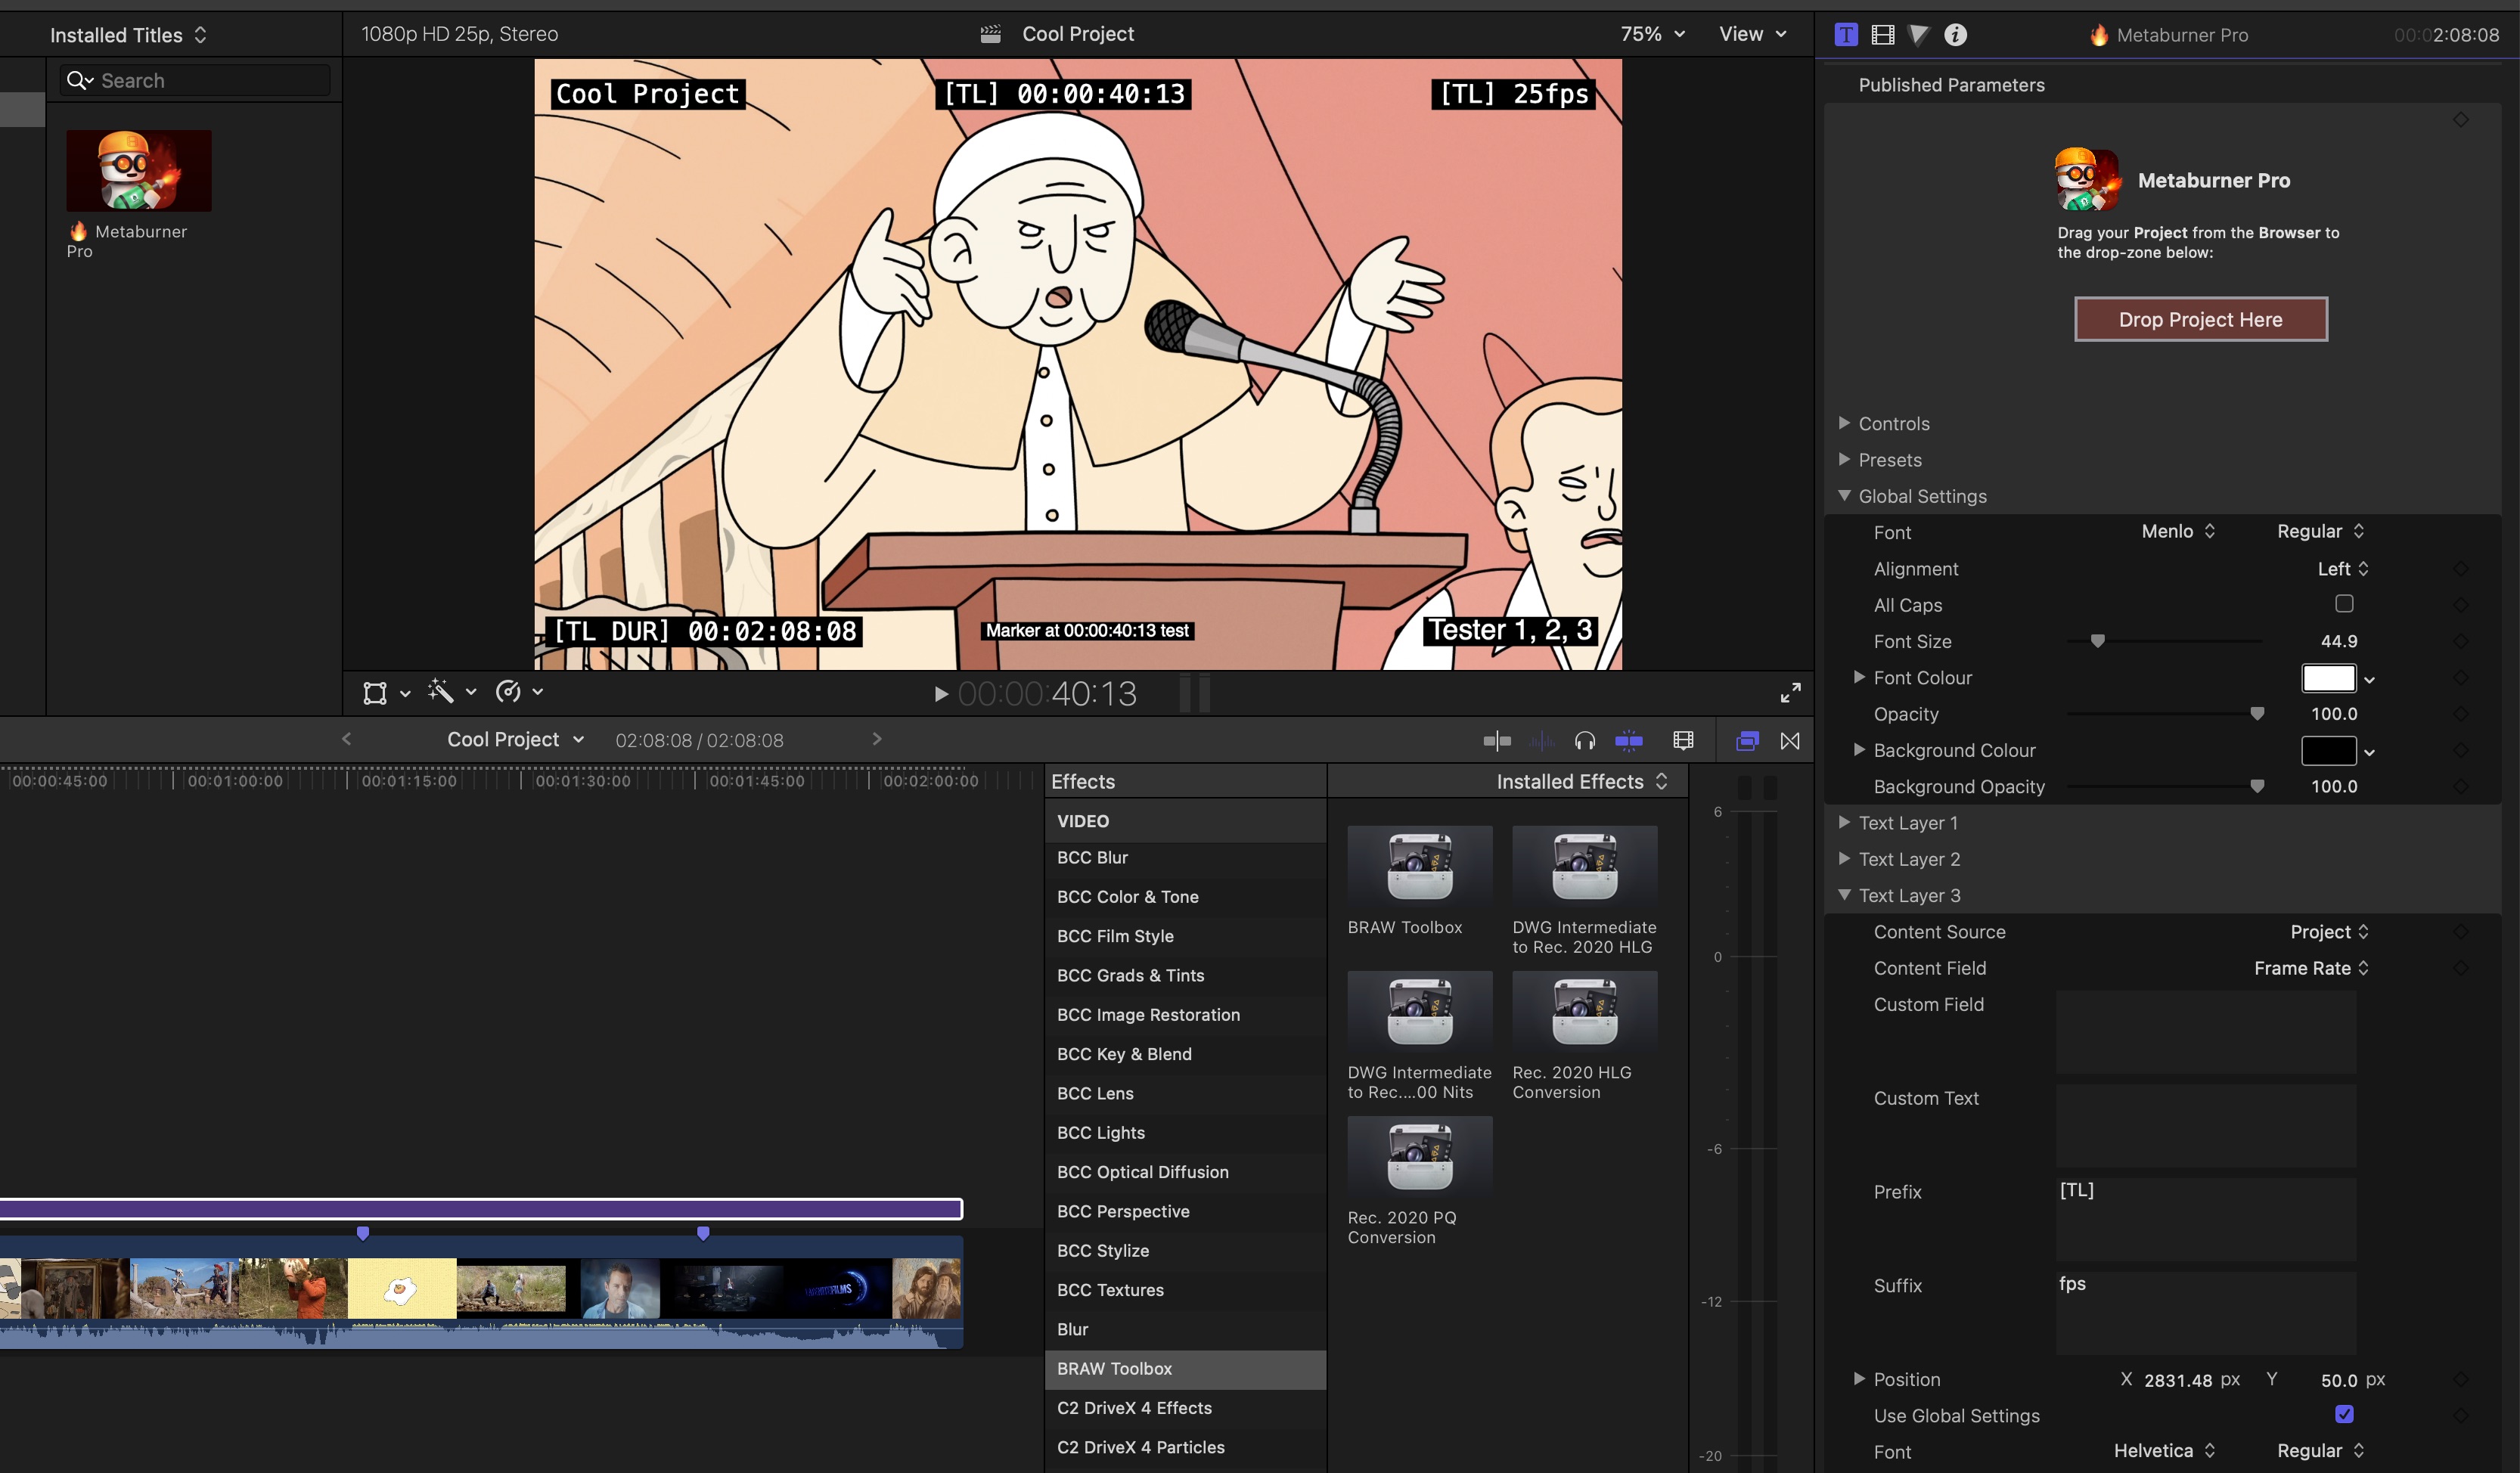 Installed Titles
1080p HD 25p, Stereo
Cool Project
75%
View
T
i
Metaburner Pro
00:02:08:08
Search
Metaburner
Pro
Cool Project
[TL] 00:00:40:13
[TL] 25fps
[TL DUR] 00:02:08:08
Marker at 00:00:40:13 test
Tester 1, 2, 3
00:00:40:13
Published Parameters
Metaburner Pro
Drag your Project from the Browser to
the drop-zone below:
Drop Project Here
Controls
Presets
Global Settings
Font Menlo Regular
Alignment Left
All Caps
Font Size 44.9
Font Colour
Opacity 100.0
Background Colour
Background Opacity 100.0
Text Layer 1
Text Layer 2
Text Layer 3
Content Source Project
Content Field Frame Rate
Custom Field
Custom Text
Prefix [TL]
Suffix fps
Position X 2831.48 px Y 50.0 px
Use Global Settings
Font Helvetica Regular
Cool Project
02:08:08 / 02:08:08
00:00:45:00
00:01:00:00
00:01:15:00
00:01:30:00
00:01:45:00
00:02:00:00
Effects
Installed Effects
VIDEO
BCC Blur
BCC Color & Tone
BCC Film Style
BCC Grads & Tints
BCC Image Restoration
BCC Key & Blend
BCC Lens
BCC Lights
BCC Optical Diffusion
BCC Perspective
BCC Stylize
BCC Textures
Blur
BRAW Toolbox
C2 DriveX 4 Effects
C2 DriveX 4 Particles
BRAW Toolbox
DWG Intermediate
to Rec. 2020 HLG
DWG Intermediate
to Rec....00 Nits
Rec. 2020 HLG
Conversion
Rec. 2020 PQ
Conversion
6
0
-6
-12
-20